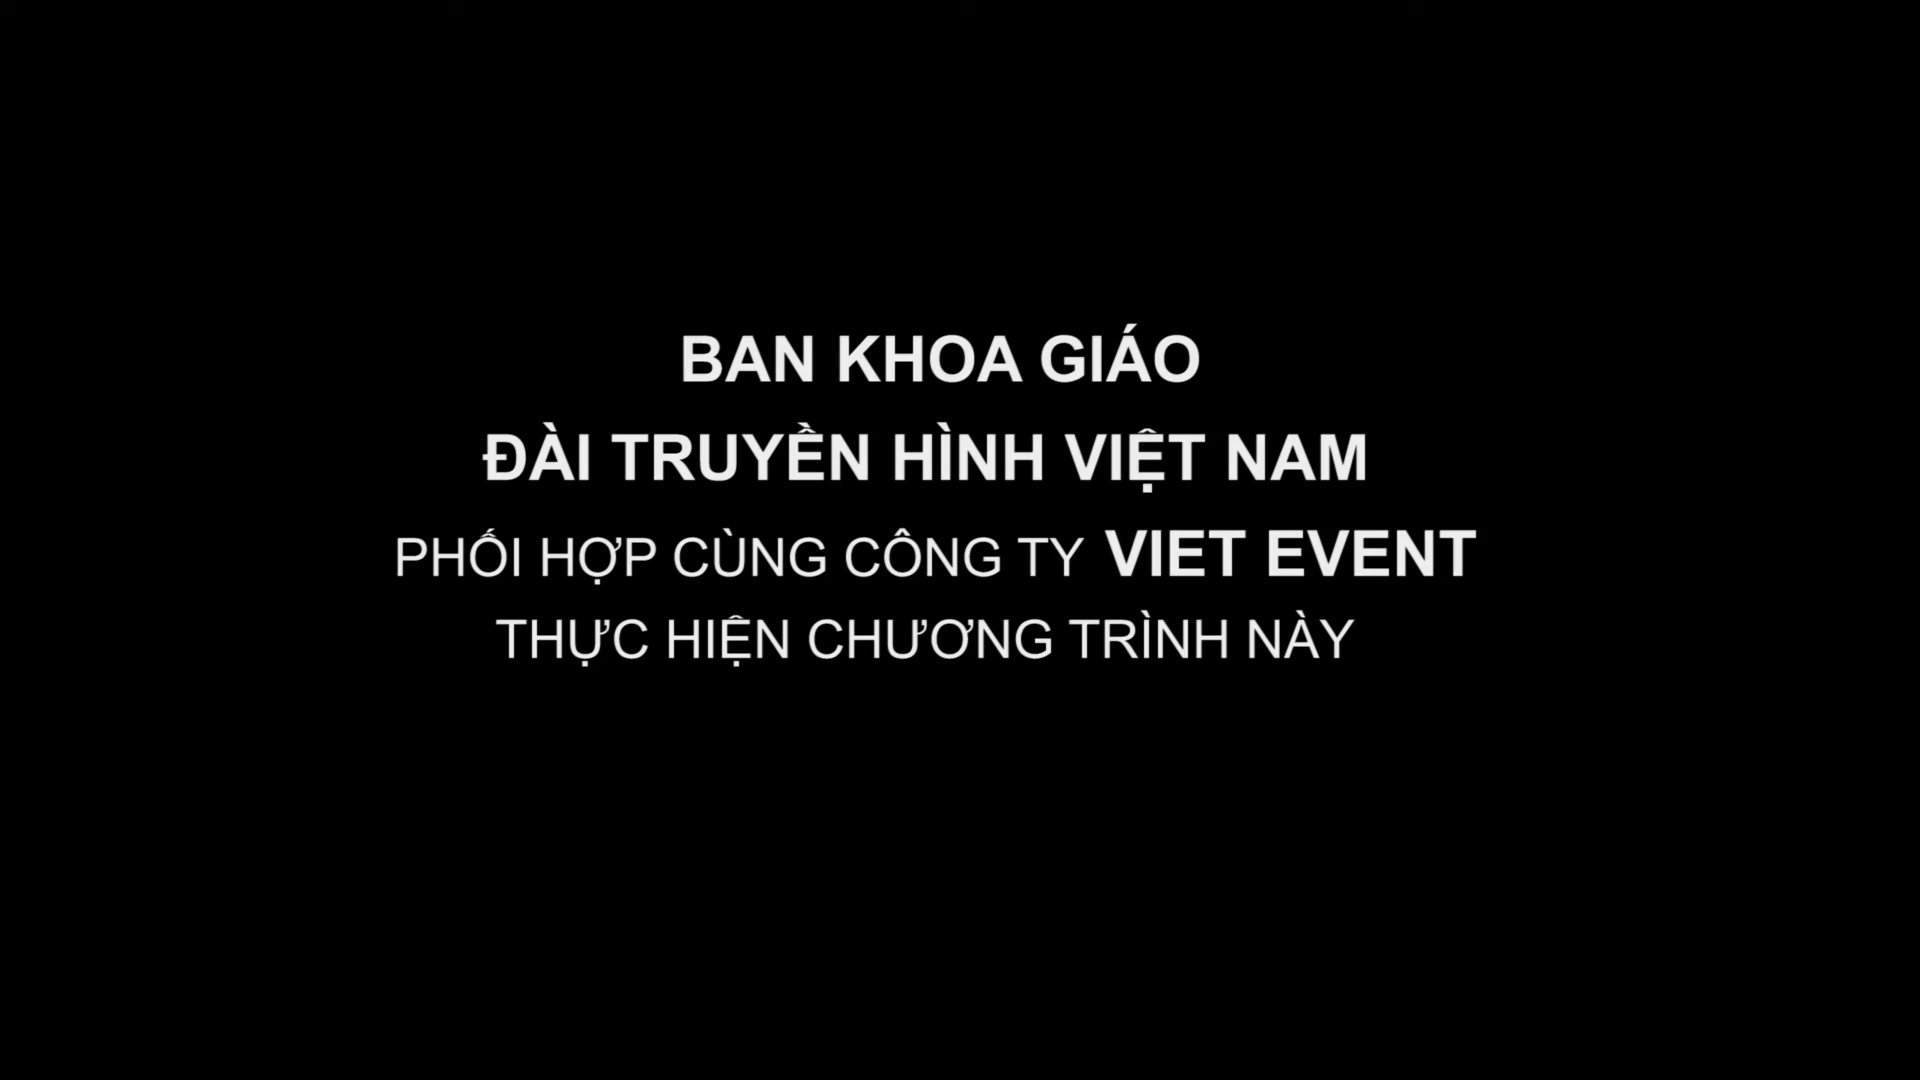 BAN KHOA GIÁO
ĐÀI TRUYỀN HÌNH VIỆT NAM
PHỐI HỢP CÙNG CÔNG TY VIET EVENT
THỰC HIỆN CHƯƠNG TRÌNH NÀY